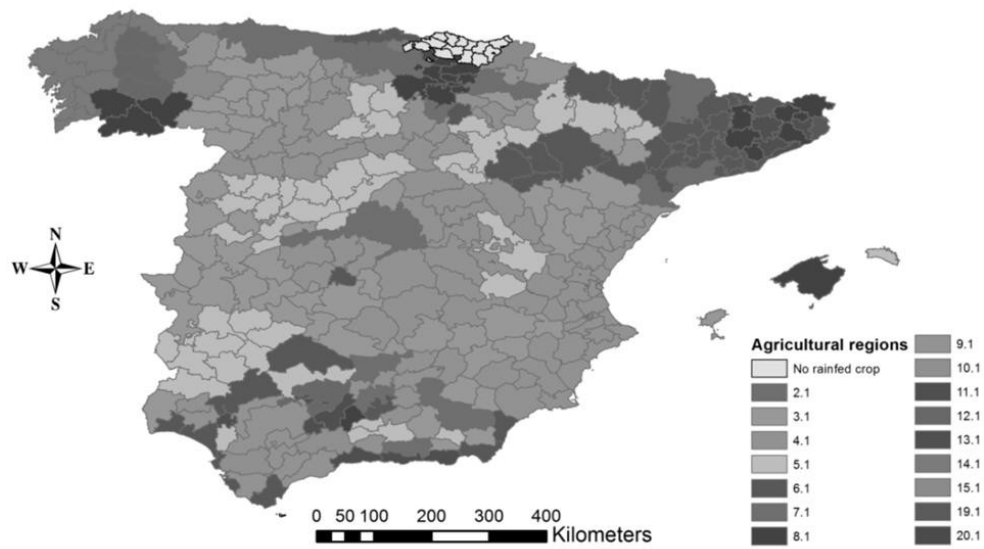 N
W
E
S
0 50 100 200 300 400
Kilometers
Agricultural regions
No rainfed crop
2.1
3.1
4.1
5.1
6.1
7.1
8.1
9.1
10.1
11.1
12.1
13.1
14.1
15.1
19.1
20.1